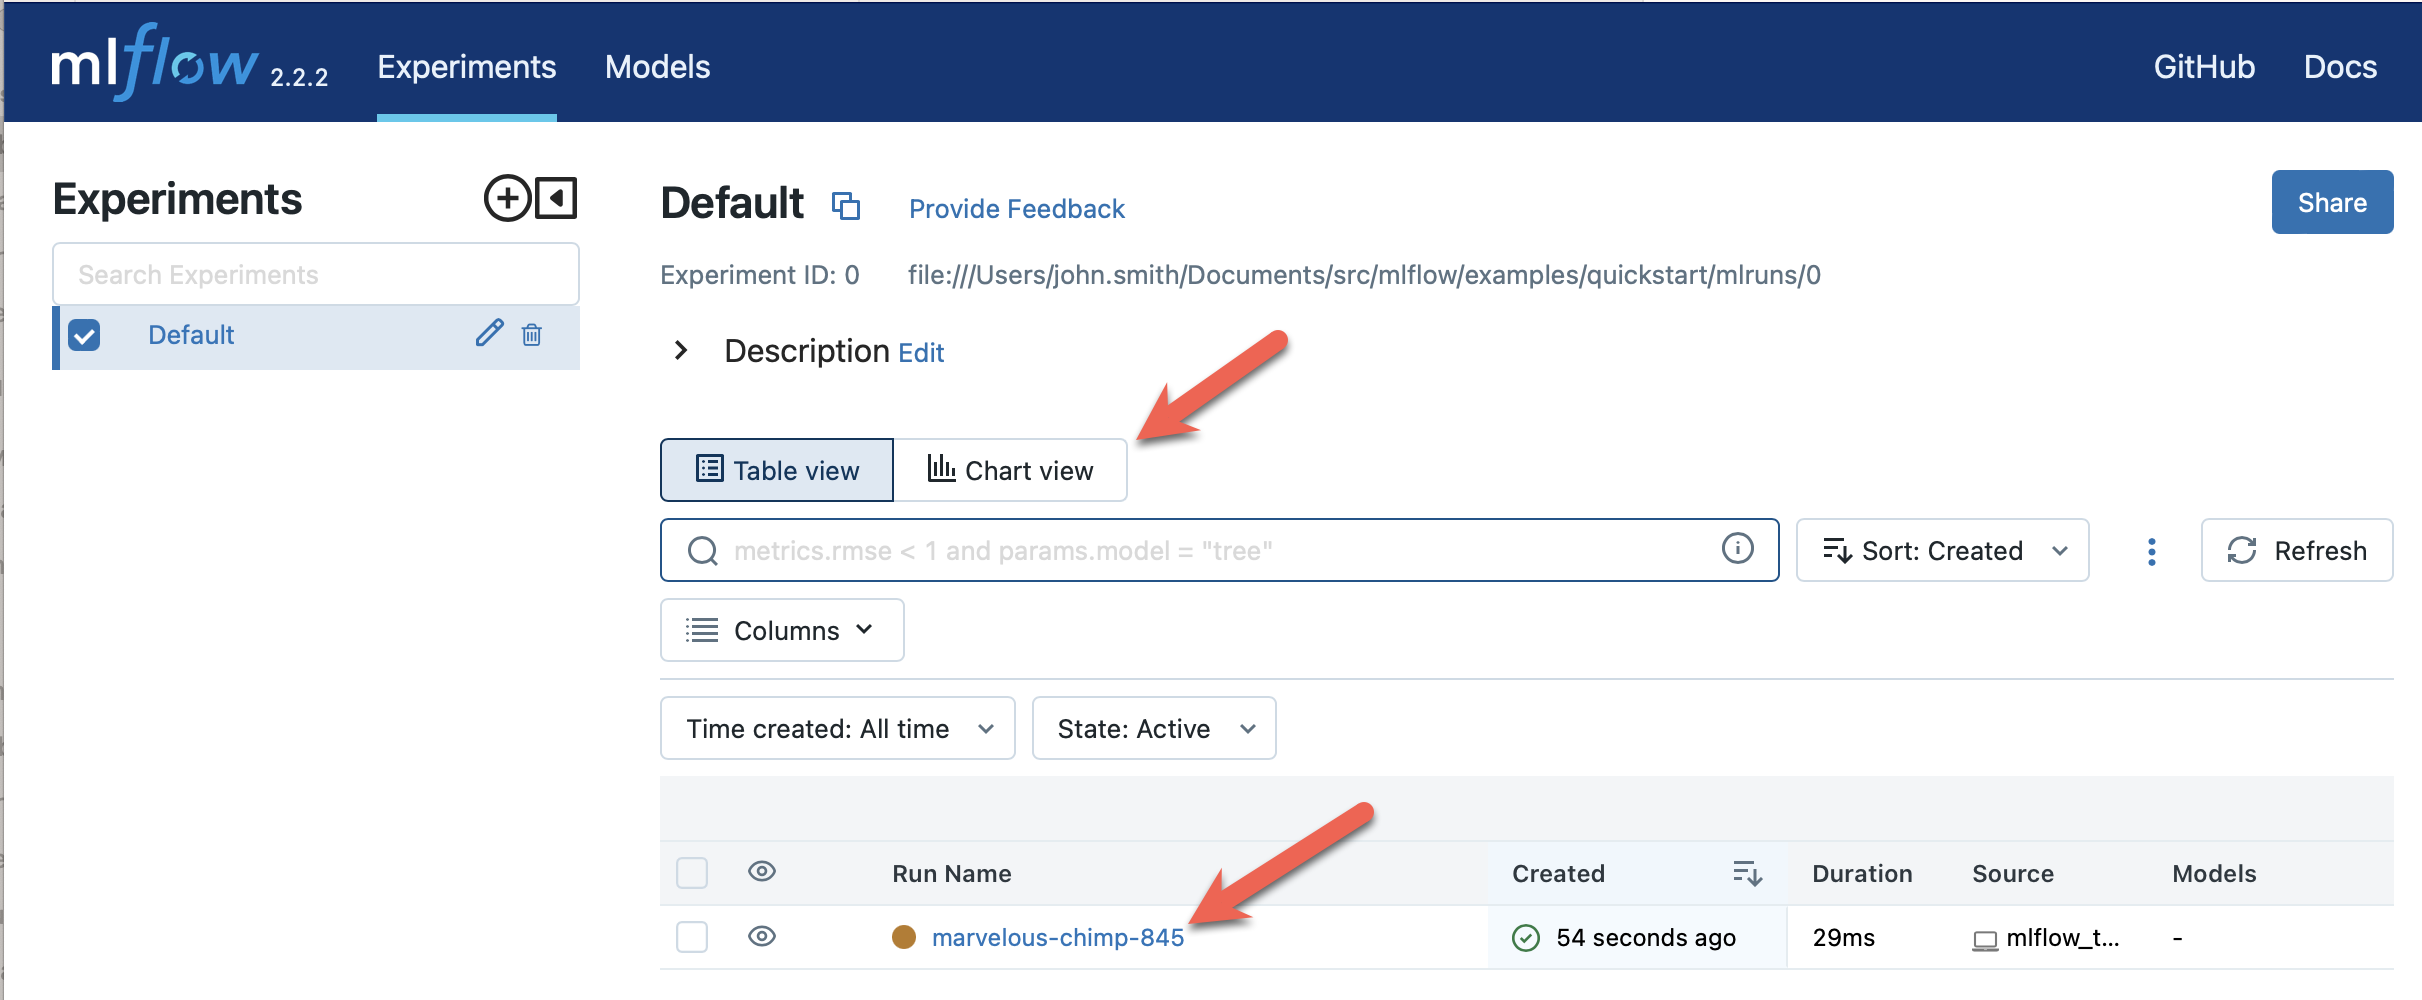 mlflow 2.2.2 Experiments Models GitHub Docs
Experiments
Search Experiments
Default
Default Provide Feedback Share
Experiment ID: 0 file:///Users/john.smith/Documents/src/mlflow/examples/quickstart/mlruns/0
Description Edit
Table view Chart view
metrics.rmse < 1 and params.model = "tree" Sort: Created Refresh
Columns
Time created: All time State: Active
Run Name Created Duration Source Models
marvelous-chimp-845 54 seconds ago 29ms mlflow_t... -